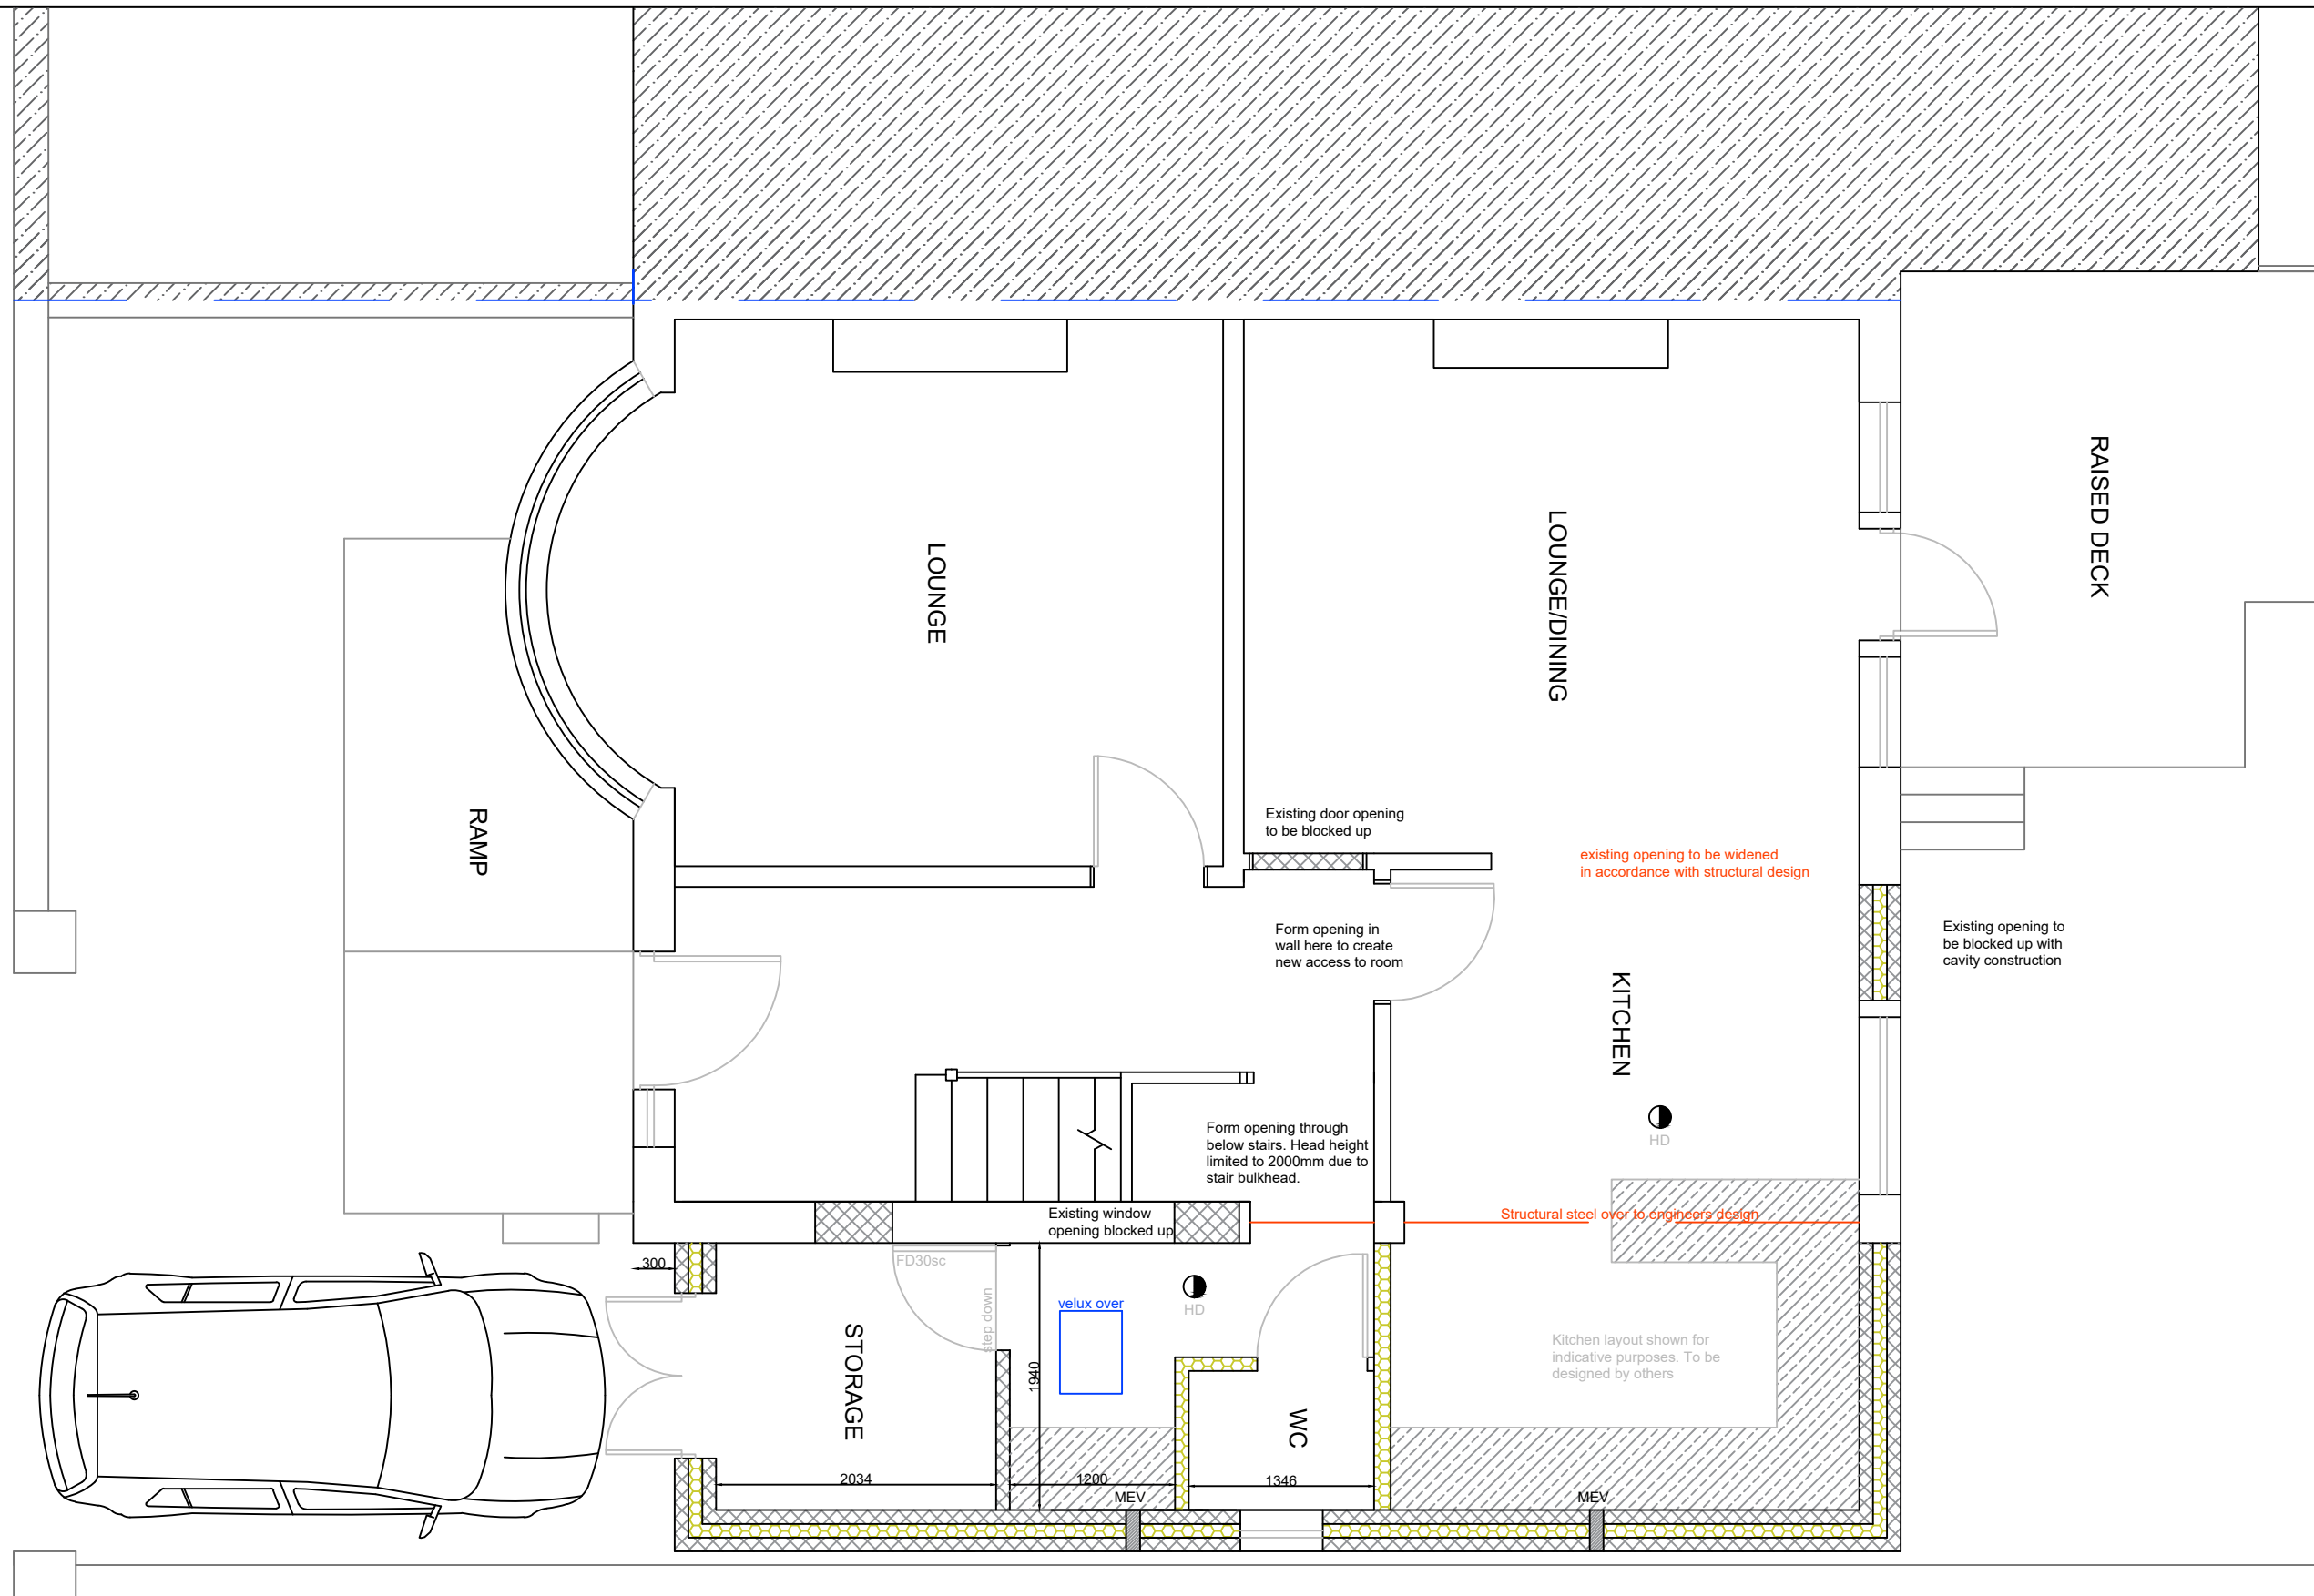 RAISED DECK
LOUNGE
LOUNGE/DINING
RAMP
Existing door opening
to be blocked up
existing opening to be widened
in accordance with structural design
Form opening in
wall here to create
new access to room
Existing opening to
be blocked up with
cavity construction
KITCHEN
HD
Form opening through
below stairs. Head height
limited to 2000mm due to
stair bulkhead.
Existing window
opening blocked up
Structural steel over to engineers design
300
FD30sc
step down
velux over
HD
STORAGE
1940
WC
Kitchen layout shown for
indicative purposes. To be
designed by others
2034
1200
1346
MEV
MEV